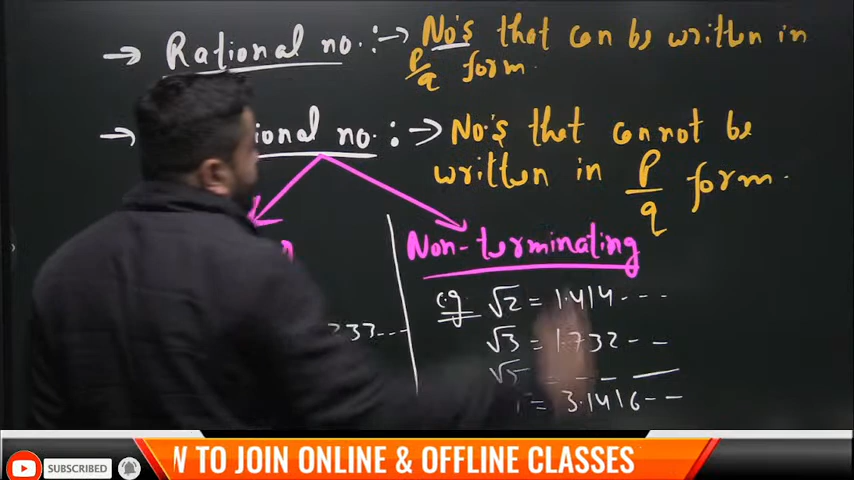 → Rational no. :→ No's that can be written in
p/q form.
no. : → No.s that cannot be
written in P/q form.
Non-terminating
e.g. √2 = 1.414- - -
√3 = 1.732- -
233...
√5 = - - -
= 3.1416- -
SUBSCRIBED
TO JOIN ONLINE & OFFLINE CLASSES